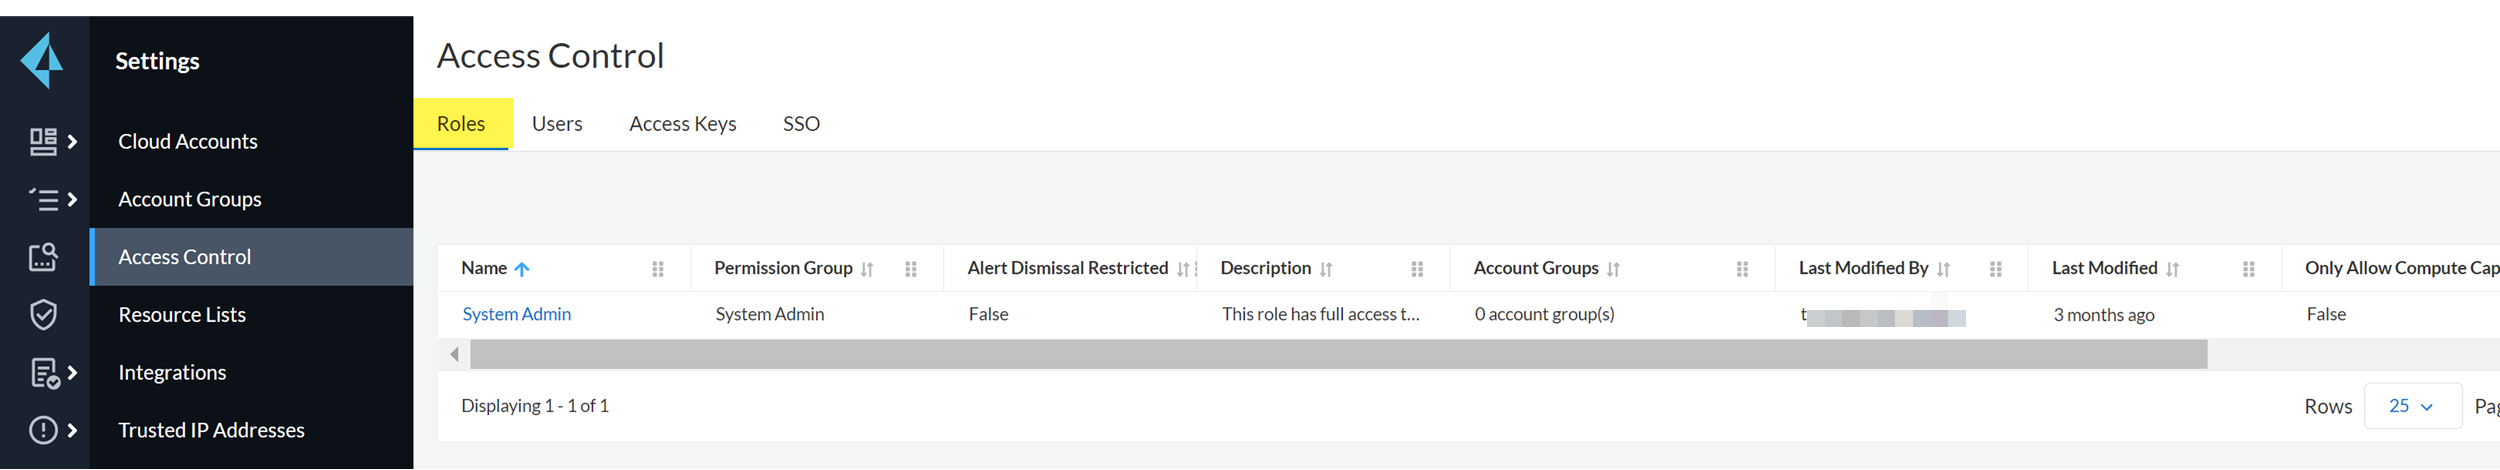 Settings
Cloud Accounts
Account Groups
Access Control
Resource Lists
Integrations
Trusted IP Addresses
Access Control
Roles Users Access Keys SSO
Name Permission Group Alert Dismissal Restricted Description Account Groups Last Modified By Last Modified Only Allow Compute Cap
System Admin System Admin False This role has full access t... 0 account group(s) t 3 months ago False
Displaying 1 - 1 of 1 Rows 25